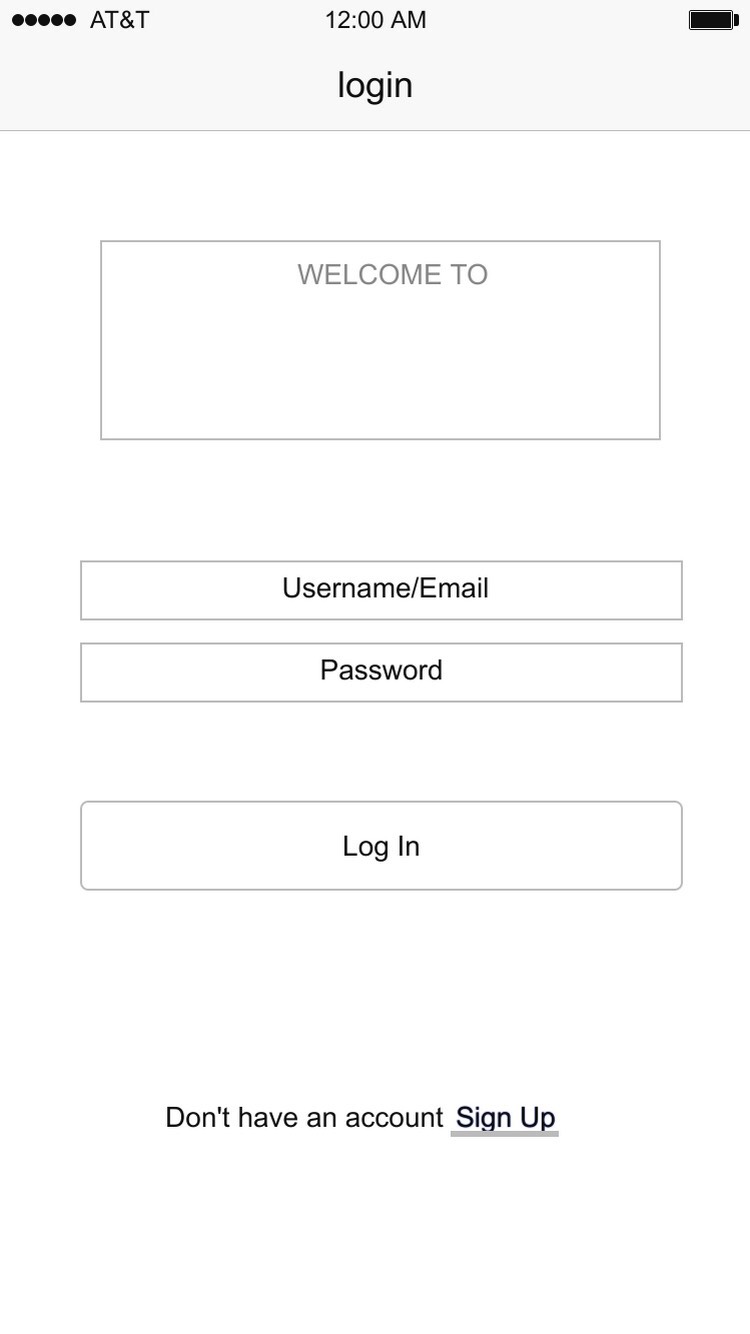 AT&T 12:00 AM
login
WELCOME TO
Username/Email
Password
Log In
Don't have an account Sign Up